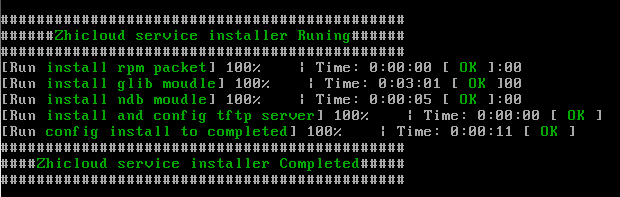 ############################################
######Zhicloud service installer Runing######
############################################
[Run install rpm packet] 100%    ¦ Time: 0:00:00 [ OK ]:00
[Run install glib moudle] 100%    ¦ Time: 0:03:01 [ OK ]00
[Run install ndb moudle] 100%    ¦ Time: 0:00:05 [ OK ]00
[Run install and config tftp server] 100%    ¦ Time: 0:00:00 [ OK ]
[Run config install to completed] 100%    ¦ Time: 0:00:11 [ OK ]
############################################
####Zhicloud service installer Completed#####
############################################